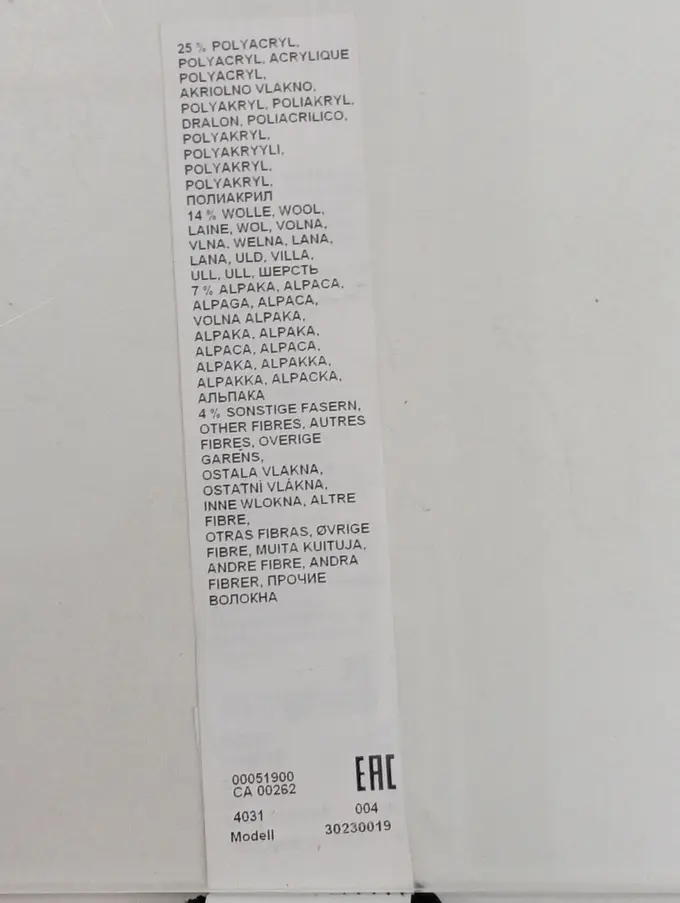 25 % POLYACRYL,
POLYACRYL, ACRYLIQUE
POLYACRYL,
AKRIOLNO VLAKNO,
POLYAKRYL, POLIAKRYL,
DRALON, POLIACRILICO,
POLYAKRYL,
POLYAKRYYLI,
POLYAKRYL,
POLYAKRYL,
ПОЛИАКРИЛ
14 % WOLLE, WOOL,
LAINE, WOL, VOLNA,
VLNA, WELNA, LANA,
LANA, ULD, VILLA,
ULL, ULL, ШЕРСТЬ
7 % ALPAKA, ALPACA,
ALPAGA, ALPACA,
VOLNA ALPAKA,
ALPAKA, ALPAKA,
ALPACA, ALPACA,
ALPAKA, ALPAKKA,
ALPAKKA, ALPACKA,
АЛЬПАКА
4 % SONSTIGE FASERN,
OTHER FIBRES, AUTRES
FIBRES, OVERIGE
GARENS,
OSTALA VLAKNA,
OSTATNÍ VLÁKNA,
INNE WLOKNA, ALTRE
FIBRE,
OTRAS FIBRAS, ØVRIGE
FIBRE, MUITA KUITUJA,
ANDRE FIBRE, ANDRA
FIBRER, ПРОЧИЕ
ВОЛОКНА
00051900
CA 00262
EAC
4031 004
Modell 30230019